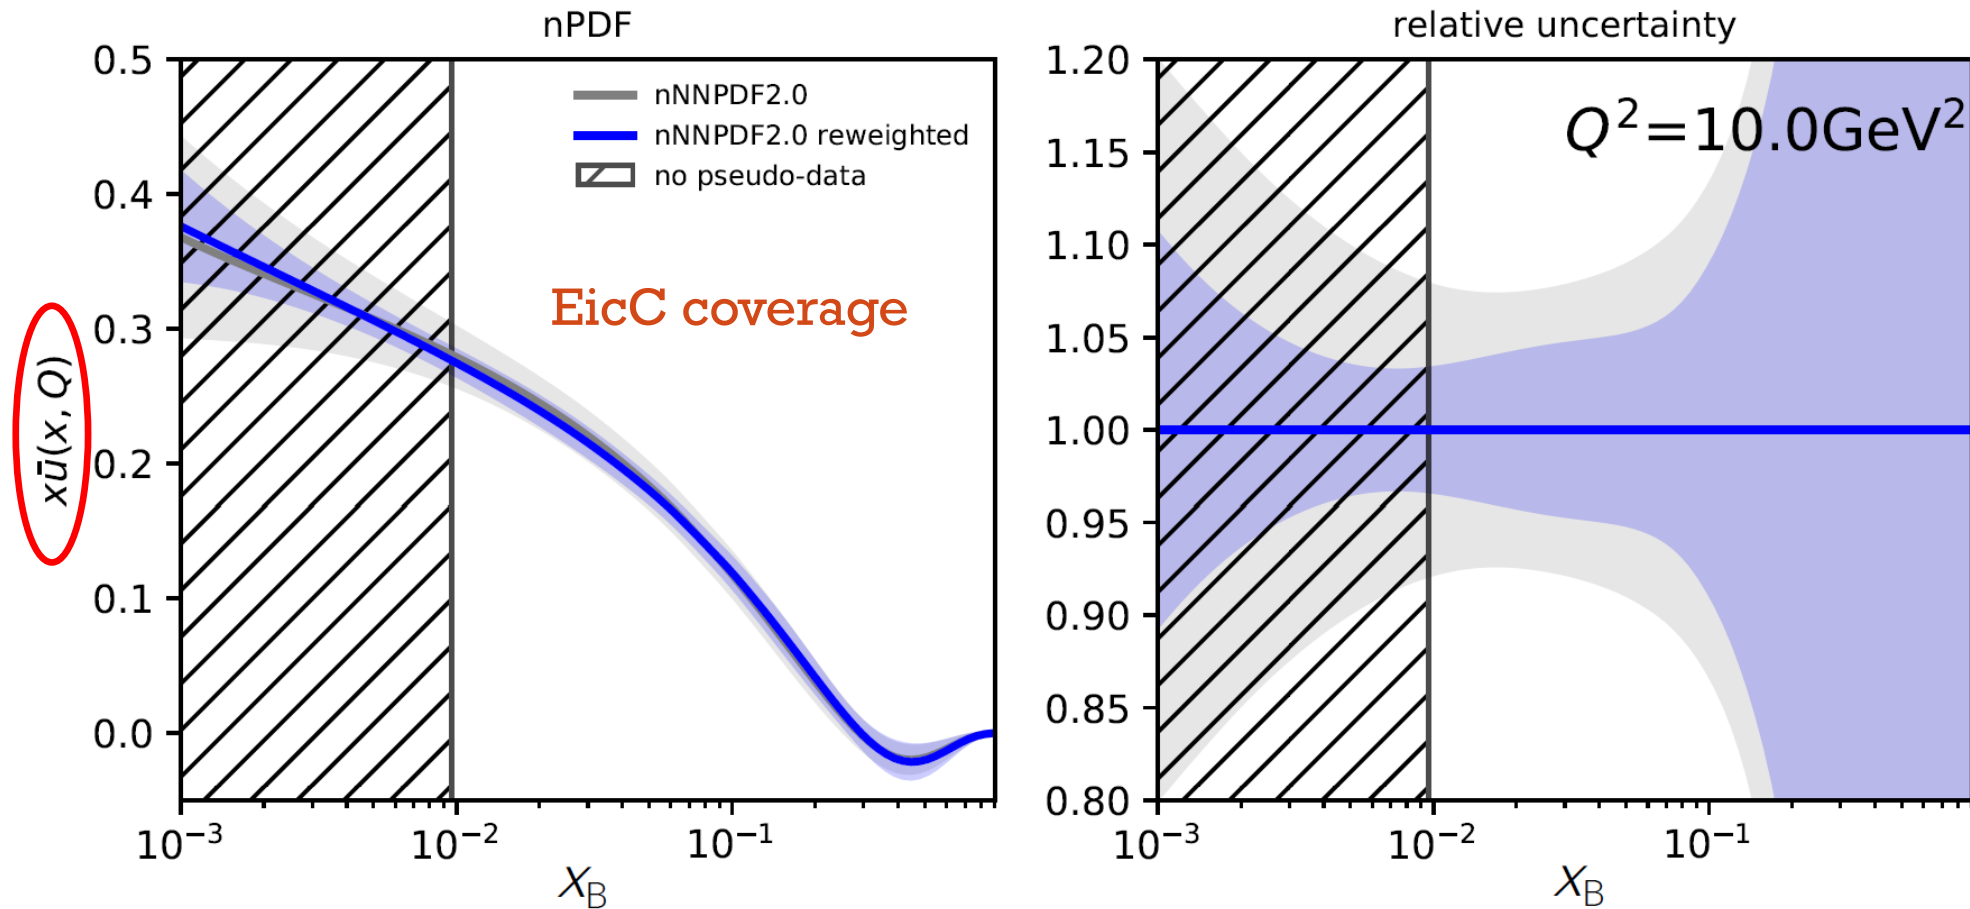 nPDF
0.5
0.4
0.3
0.2
0.1
0.0
xū(x, Q)
nNNPDF2.0
nNNPDF2.0 reweighted
no pseudo-data
EicC coverage
10⁻³
10⁻²
10⁻¹
X_B
relative uncertainty
1.20
1.15
1.10
1.05
1.00
0.95
0.90
0.85
0.80
Q²=10.0GeV²
10⁻³
10⁻²
10⁻¹
X_B